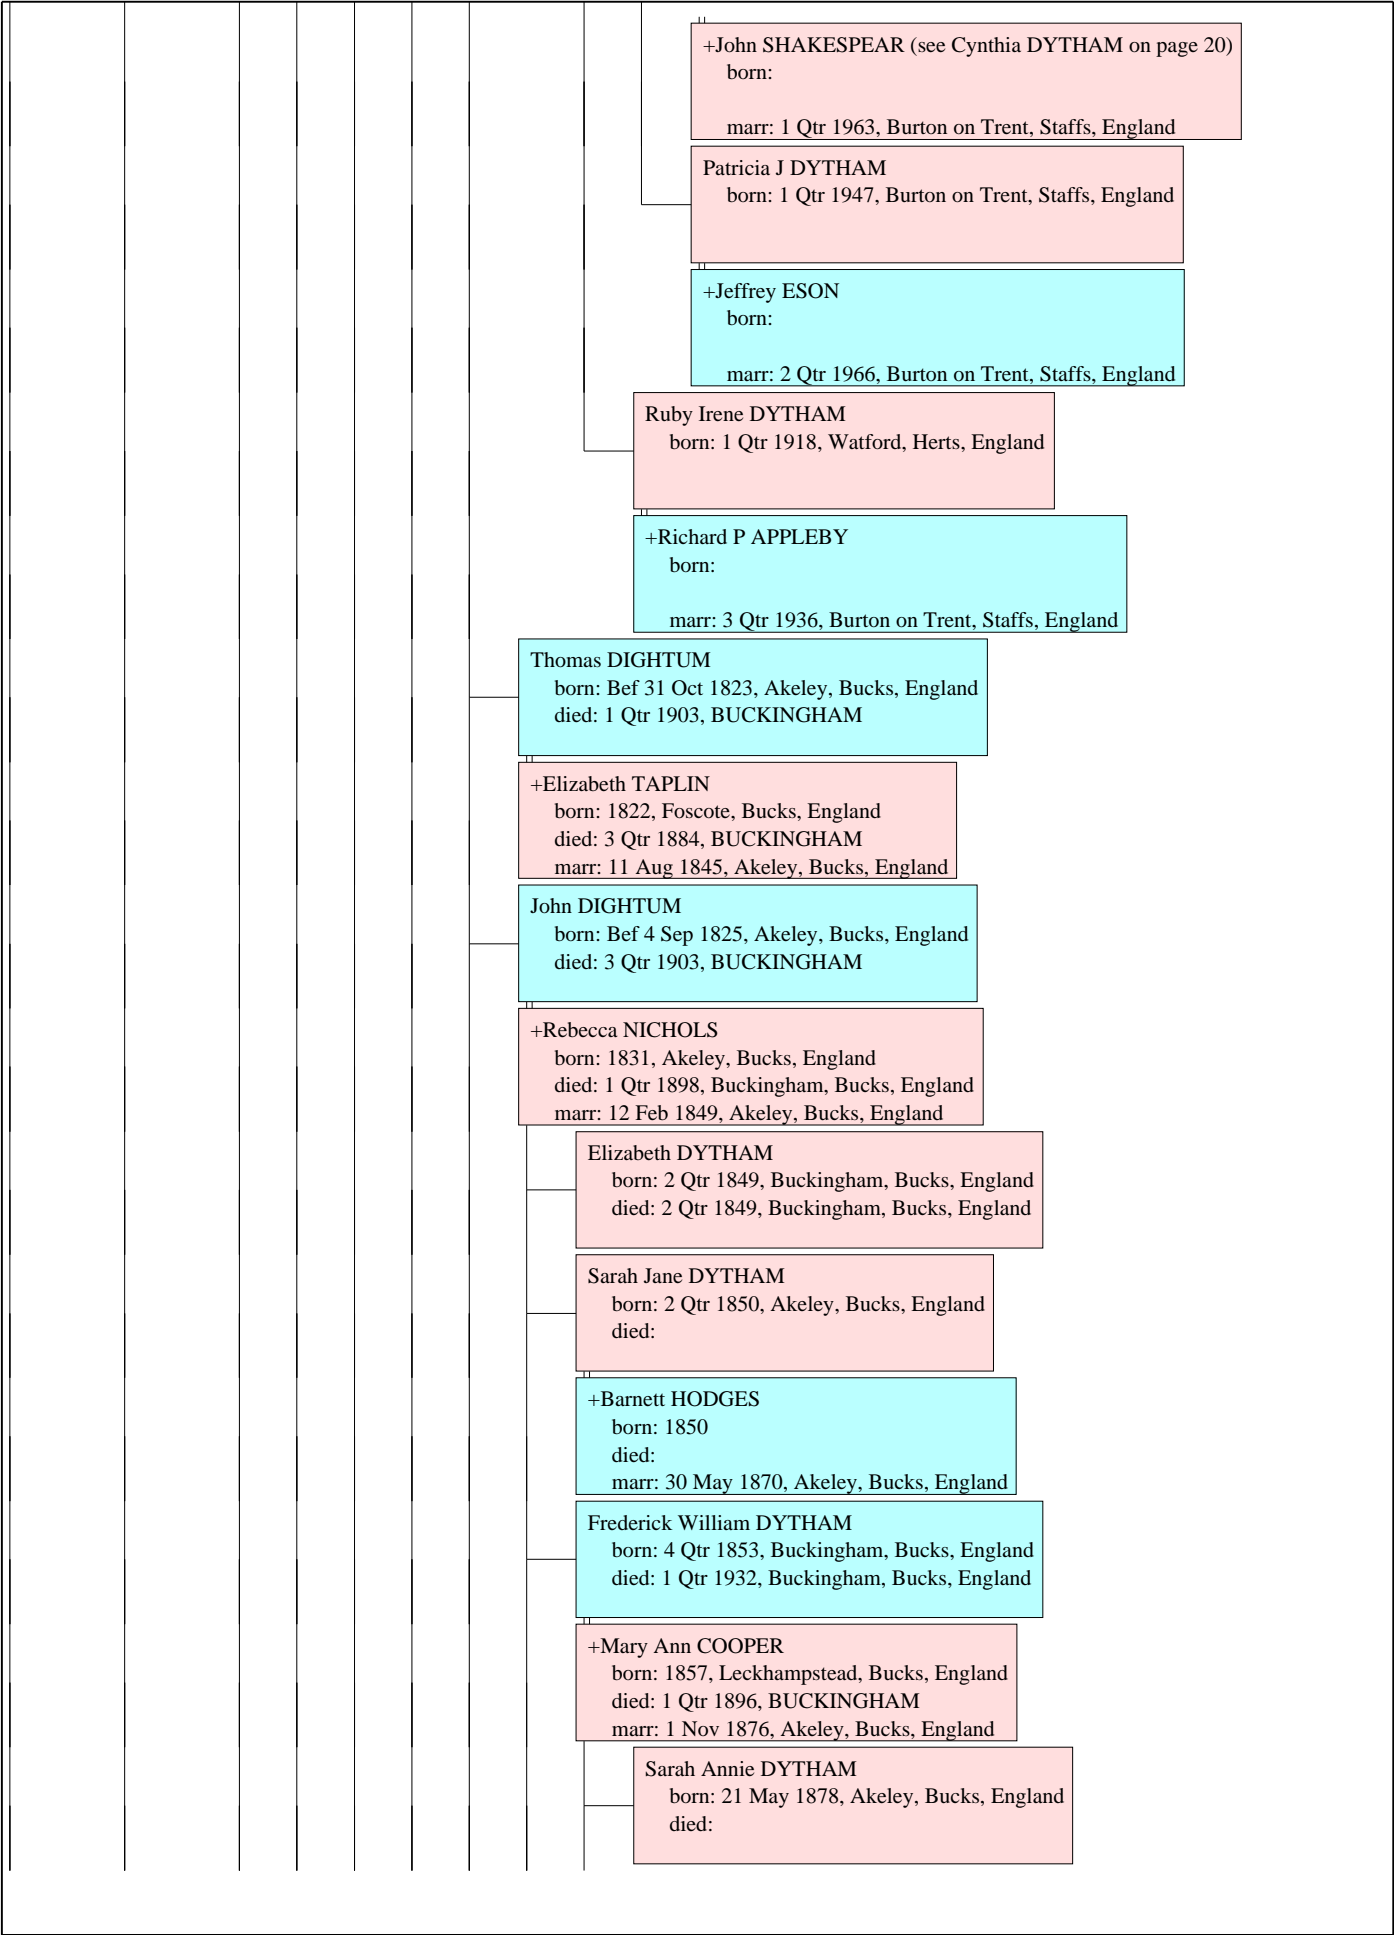 +John SHAKESPEAR (see Cynthia DYTHAM on page 20)
born:
marr: 1 Qtr 1963, Burton on Trent, Staffs, England
Patricia J DYTHAM
born: 1 Qtr 1947, Burton on Trent, Staffs, England
+Jeffrey ESON
born:
marr: 2 Qtr 1966, Burton on Trent, Staffs, England
Ruby Irene DYTHAM
born: 1 Qtr 1918, Watford, Herts, England
+Richard P APPLEBY
born:
marr: 3 Qtr 1936, Burton on Trent, Staffs, England
Thomas DIGHTUM
born: Bef 31 Oct 1823, Akeley, Bucks, England
died: 1 Qtr 1903, BUCKINGHAM
+Elizabeth TAPLIN
born: 1822, Foscote, Bucks, England
died: 3 Qtr 1884, BUCKINGHAM
marr: 11 Aug 1845, Akeley, Bucks, England
John DIGHTUM
born: Bef 4 Sep 1825, Akeley, Bucks, England
died: 3 Qtr 1903, BUCKINGHAM
+Rebecca NICHOLS
born: 1831, Akeley, Bucks, England
died: 1 Qtr 1898, Buckingham, Bucks, England
marr: 12 Feb 1849, Akeley, Bucks, England
Elizabeth DYTHAM
born: 2 Qtr 1849, Buckingham, Bucks, England
died: 2 Qtr 1849, Buckingham, Bucks, England
Sarah Jane DYTHAM
born: 2 Qtr 1850, Akeley, Bucks, England
died:
+Barnett HODGES
born: 1850
died:
marr: 30 May 1870, Akeley, Bucks, England
Frederick William DYTHAM
born: 4 Qtr 1853, Buckingham, Bucks, England
died: 1 Qtr 1932, Buckingham, Bucks, England
+Mary Ann COOPER
born: 1857, Leckhampstead, Bucks, England
died: 1 Qtr 1896, BUCKINGHAM
marr: 1 Nov 1876, Akeley, Bucks, England
Sarah Annie DYTHAM
born: 21 May 1878, Akeley, Bucks, England
died: